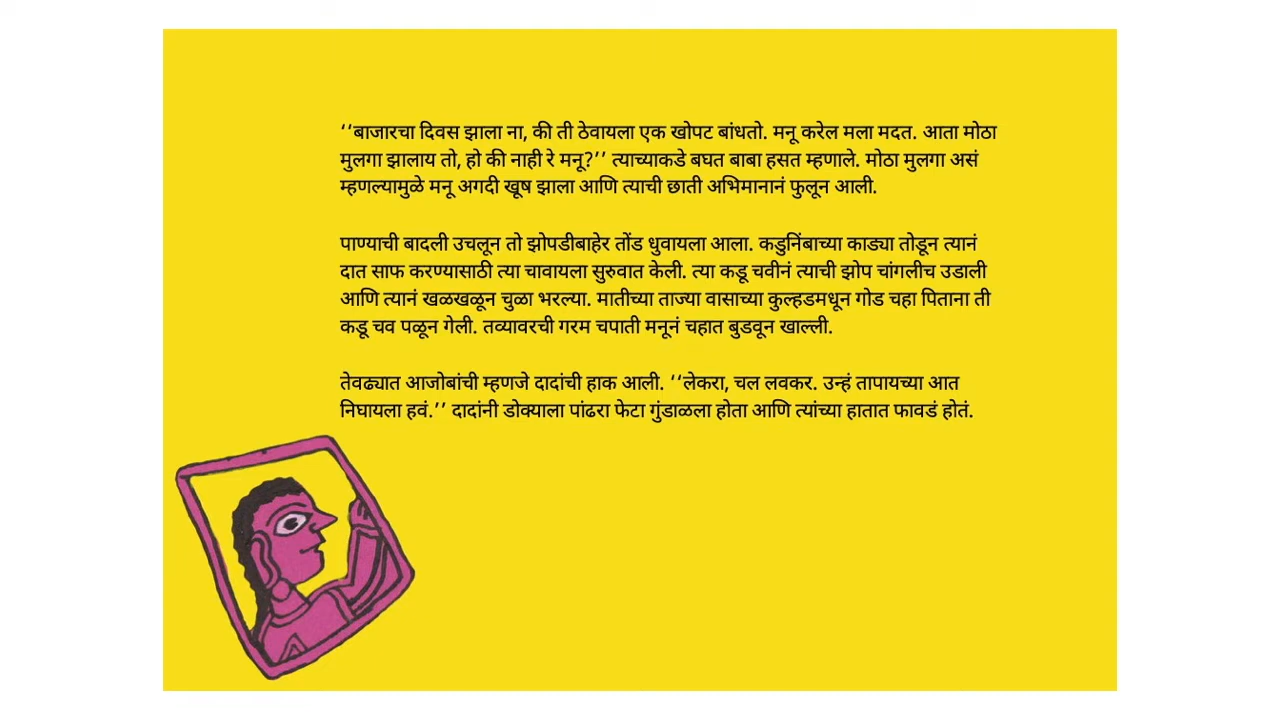 ‘‘बाजारचा दिवस झाला ना, की ती ठेवायला एक खोपट बांधतो. मनू करेल मला मदत. आता मोठा
मुलगा झालाय तो, हो की नाही रे मनू?’’ त्याच्याकडे बघत बाबा हसत म्हणाले. मोठा मुलगा असं
म्हणल्यामुळे मनू अगदी खूष झाला आणि त्याची छाती अभिमानानं फुलून आली.
पाण्याची बादली उचलून तो झोपडीबाहेर तोंड धुवायला आला. कडुनिंबाच्या काड्या तोडून त्यानं
दात साफ करण्यासाठी त्या चावायला सुरुवात केली. त्या कडू चवीनं त्याची झोप चांगलीच उडाली
आणि त्यानं खळखळून चुळा भरल्या. मातीच्या ताज्या वासाच्या कुल्हडमधून गोड चहा पिताना ती
कडू चव पळून गेली. तव्यावरची गरम चपाती मनूनं चहात बुडवून खाल्ली.
तेवढ्यात आजोबांची म्हणजे दादांची हाक आली. ‘‘लेकरा, चल लवकर. उन्हं तापायच्या आत
निघायला हवं.’’ दादांनी डोक्याला पांढरा फेटा गुंडाळला होता आणि त्यांच्या हातात फावडं होतं.